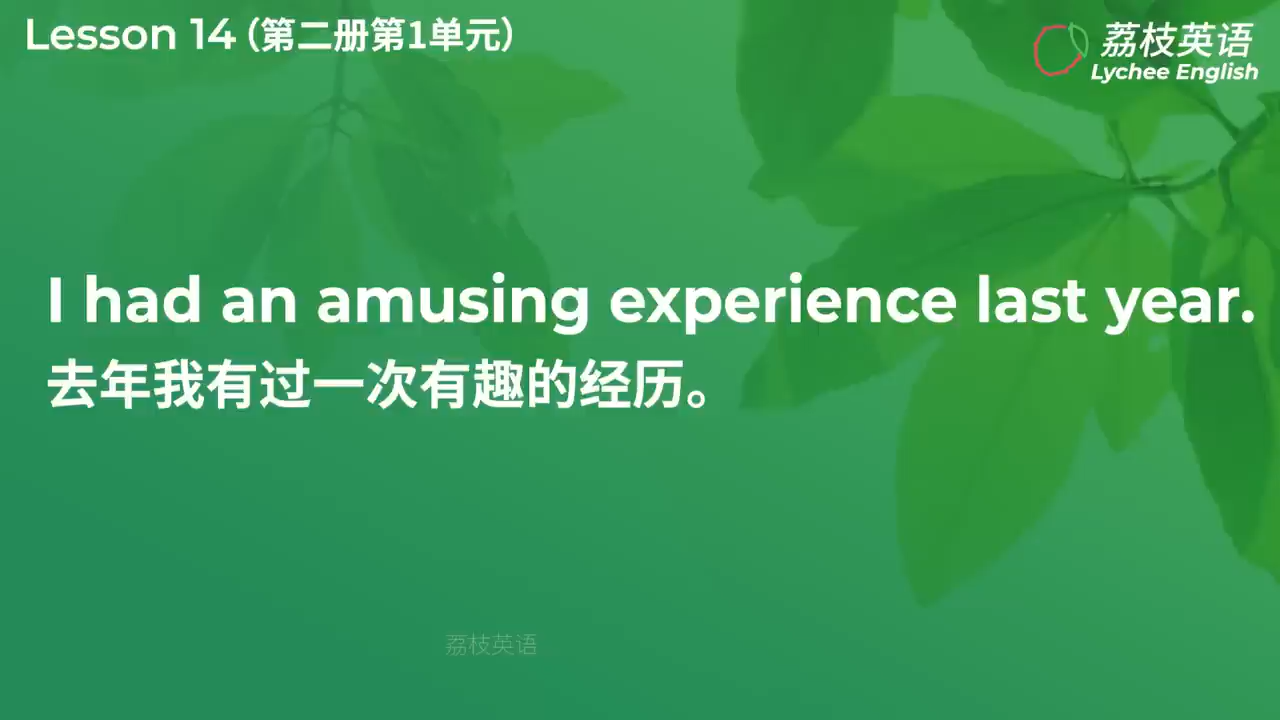 Lesson 14（第二册第1单元）
荔枝英语
Lychee English
I had an amusing experience last year.
去年我有过一次有趣的经历。
荔枝英语